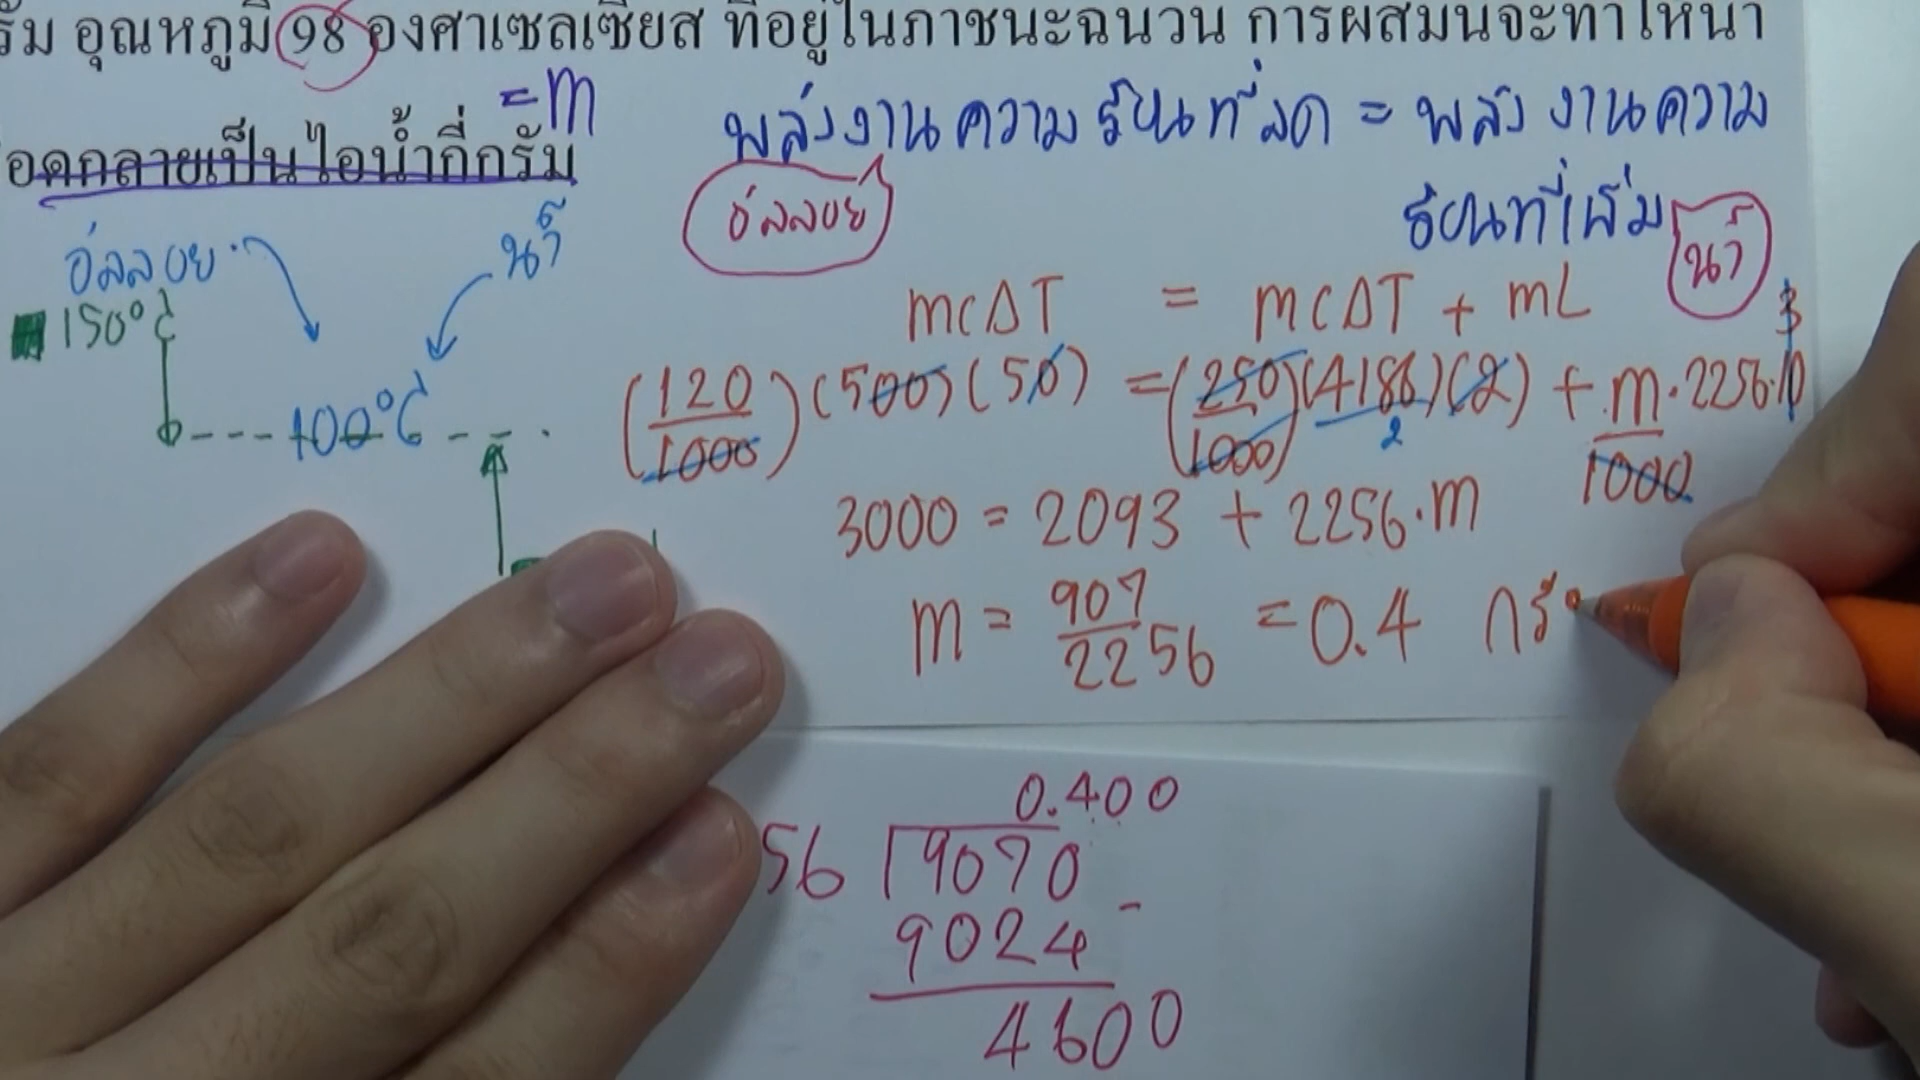 รัม อุณหภูมิ 98 องศาเซลเซียส ที่อยู่ในภาชนะฉนวน การผสมนี้จะทำให้น้ำ
=m
อดกลายเป็นไอน้ำกี่กรัม
พลังงานความร้อนที่ลด = พลังงานความ
ร้อนที่เพิ่ม
อัลลอย
น้ำ
อัลลอย
น้ำ
150°C
100°C
mcΔT = mcΔT + mL
(120/1000)(500)(50) = (250/1000)(4186)(2) + m/1000 · 2256·10³
2
3000 = 2093 + 2256·m
m = 907/2256 = 0.4 กรั
0.400
56 9070
9024 -
4600